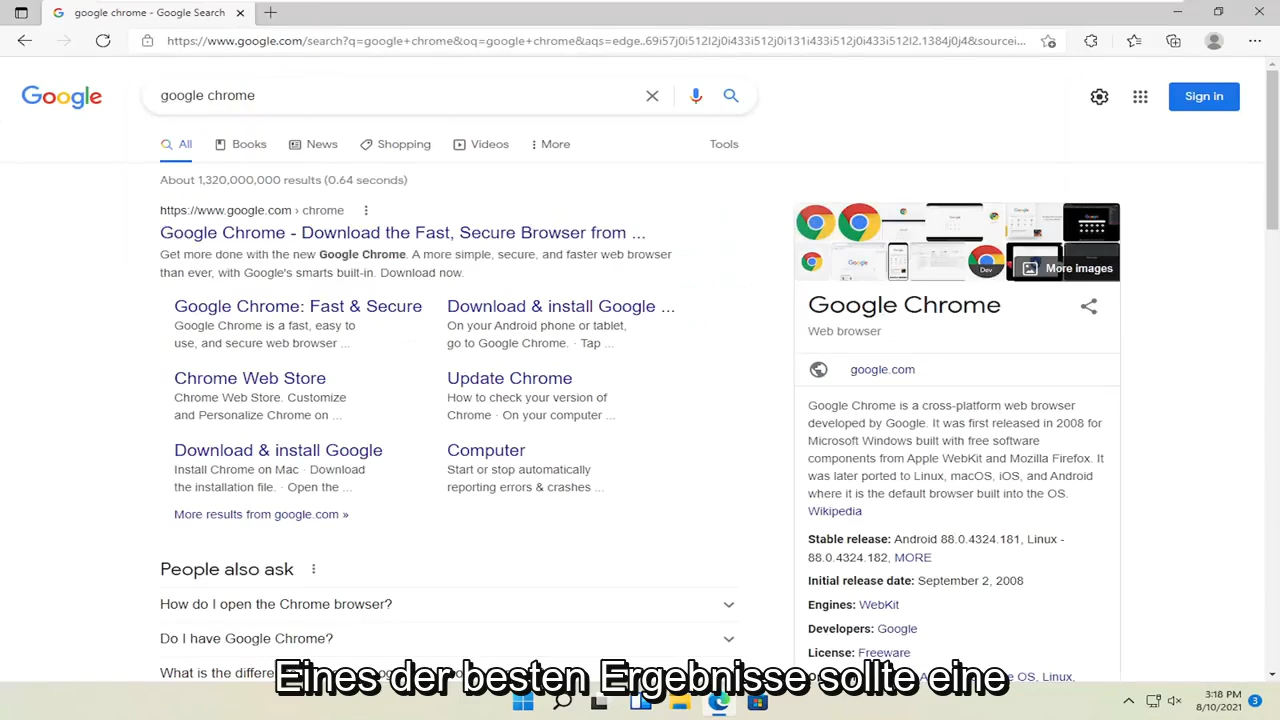 google chrome - Google Search
https://www.google.com/search?q=google+chrome&oq=google+chrome&aqs=edge..69i57j0i512l2j0i433i512j0i131i433i512j0i433i512l2.1384j0j4&sourcei...
Google
google chrome
Sign in
All
Books
News
Shopping
Videos
More
Tools
About 1,320,000,000 results (0.64 seconds)
https://www.google.com › chrome
Google Chrome - Download the Fast, Secure Browser from ...
Get more done with the new Google Chrome. A more simple, secure, and faster web browser
than ever, with Google's smarts built-in. Download now.
Google Chrome: Fast & Secure
Google Chrome is a fast, easy to
use, and secure web browser ...
Download & install Google ...
On your Android phone or tablet,
go to Google Chrome. · Tap ...
Chrome Web Store
Chrome Web Store. Customize
and Personalize Chrome on ...
Update Chrome
How to check your version of
Chrome · On your computer ...
Download & install Google
Install Chrome on Mac · Download
the installation file. · Open the ...
Computer
Start or stop automatically
reporting errors & crashes ...
More results from google.com »
People also ask
How do I open the Chrome browser?
Do I have Google Chrome?
What is the differe
Dev
More images
Google Chrome
Web browser
google.com
Google Chrome is a cross-platform web browser
developed by Google. It was first released in 2008 for
Microsoft Windows built with free software
components from Apple WebKit and Mozilla Firefox. It
was later ported to Linux, macOS, iOS, and Android
where it is the default browser built into the OS.
Wikipedia
Stable release: Android 88.0.4324.181, Linux -
88.0.4324.182, MORE
Initial release date: September 2, 2008
Engines: WebKit
Developers: Google
License: Freeware
OS, Linux,
Eines der besten Ergebnisse sollte eine
3:18 PM
8/10/2021
3